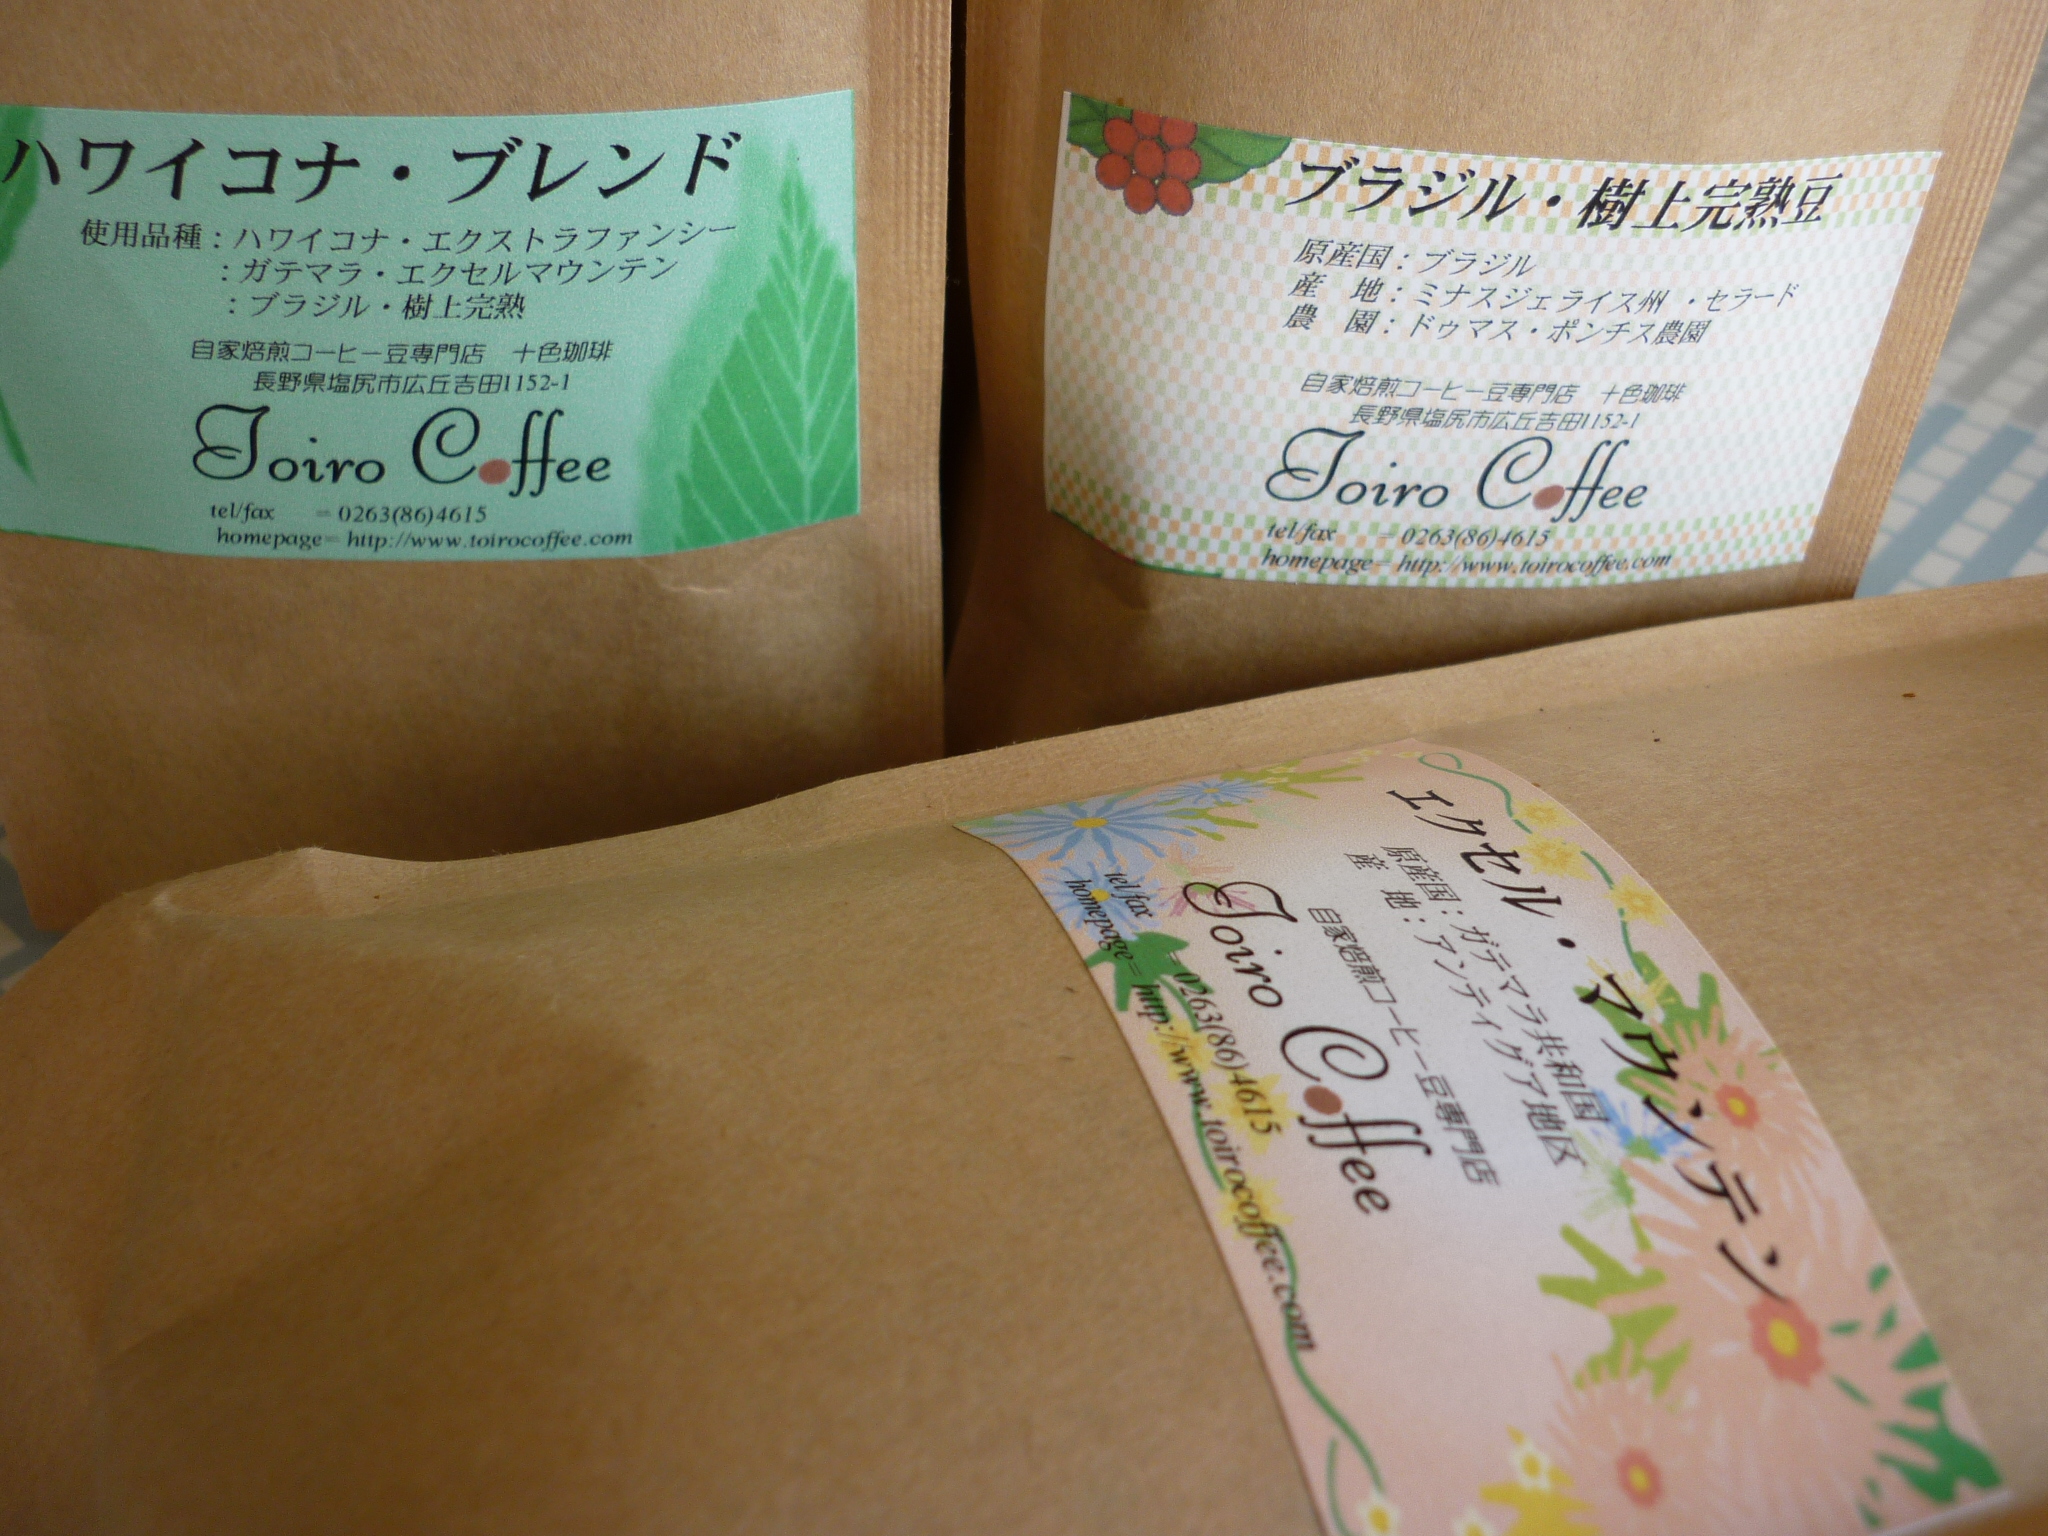 ハワイコナ・ブレンド
使用品種：ハワイコナ・エクストラファンシー
：ガテマラ・エクセルマウンテン
：ブラジル・樹上完熟
自家焙煎コーヒー豆専門店　十色珈琲
長野県塩尻市広丘吉田1152-1
Toiro Coffee
tel/fax = 0263(86)4615
homepage= http://www.toirocoffee.com
ブラジル・樹上完熟豆
原産国：ブラジル
産　地：ミナスジェライス州 ・セラード
農　園：ドゥマス・ポンチス農園
自家焙煎コーヒー豆専門店　十色珈琲
長野県塩尻市広丘吉田1152-1
Toiro Coffee
tel/fax = 0263(86)4615
homepage= http://www.toirocoffee.com
エクセル・マウンテン
原産国：ガテマラ共和国
産　地：アンティグア地区
自家焙煎コーヒー豆専門店
Toiro Coffee
tel/fax = 0263(86)4615
homepage= http://www.toirocoffee.com